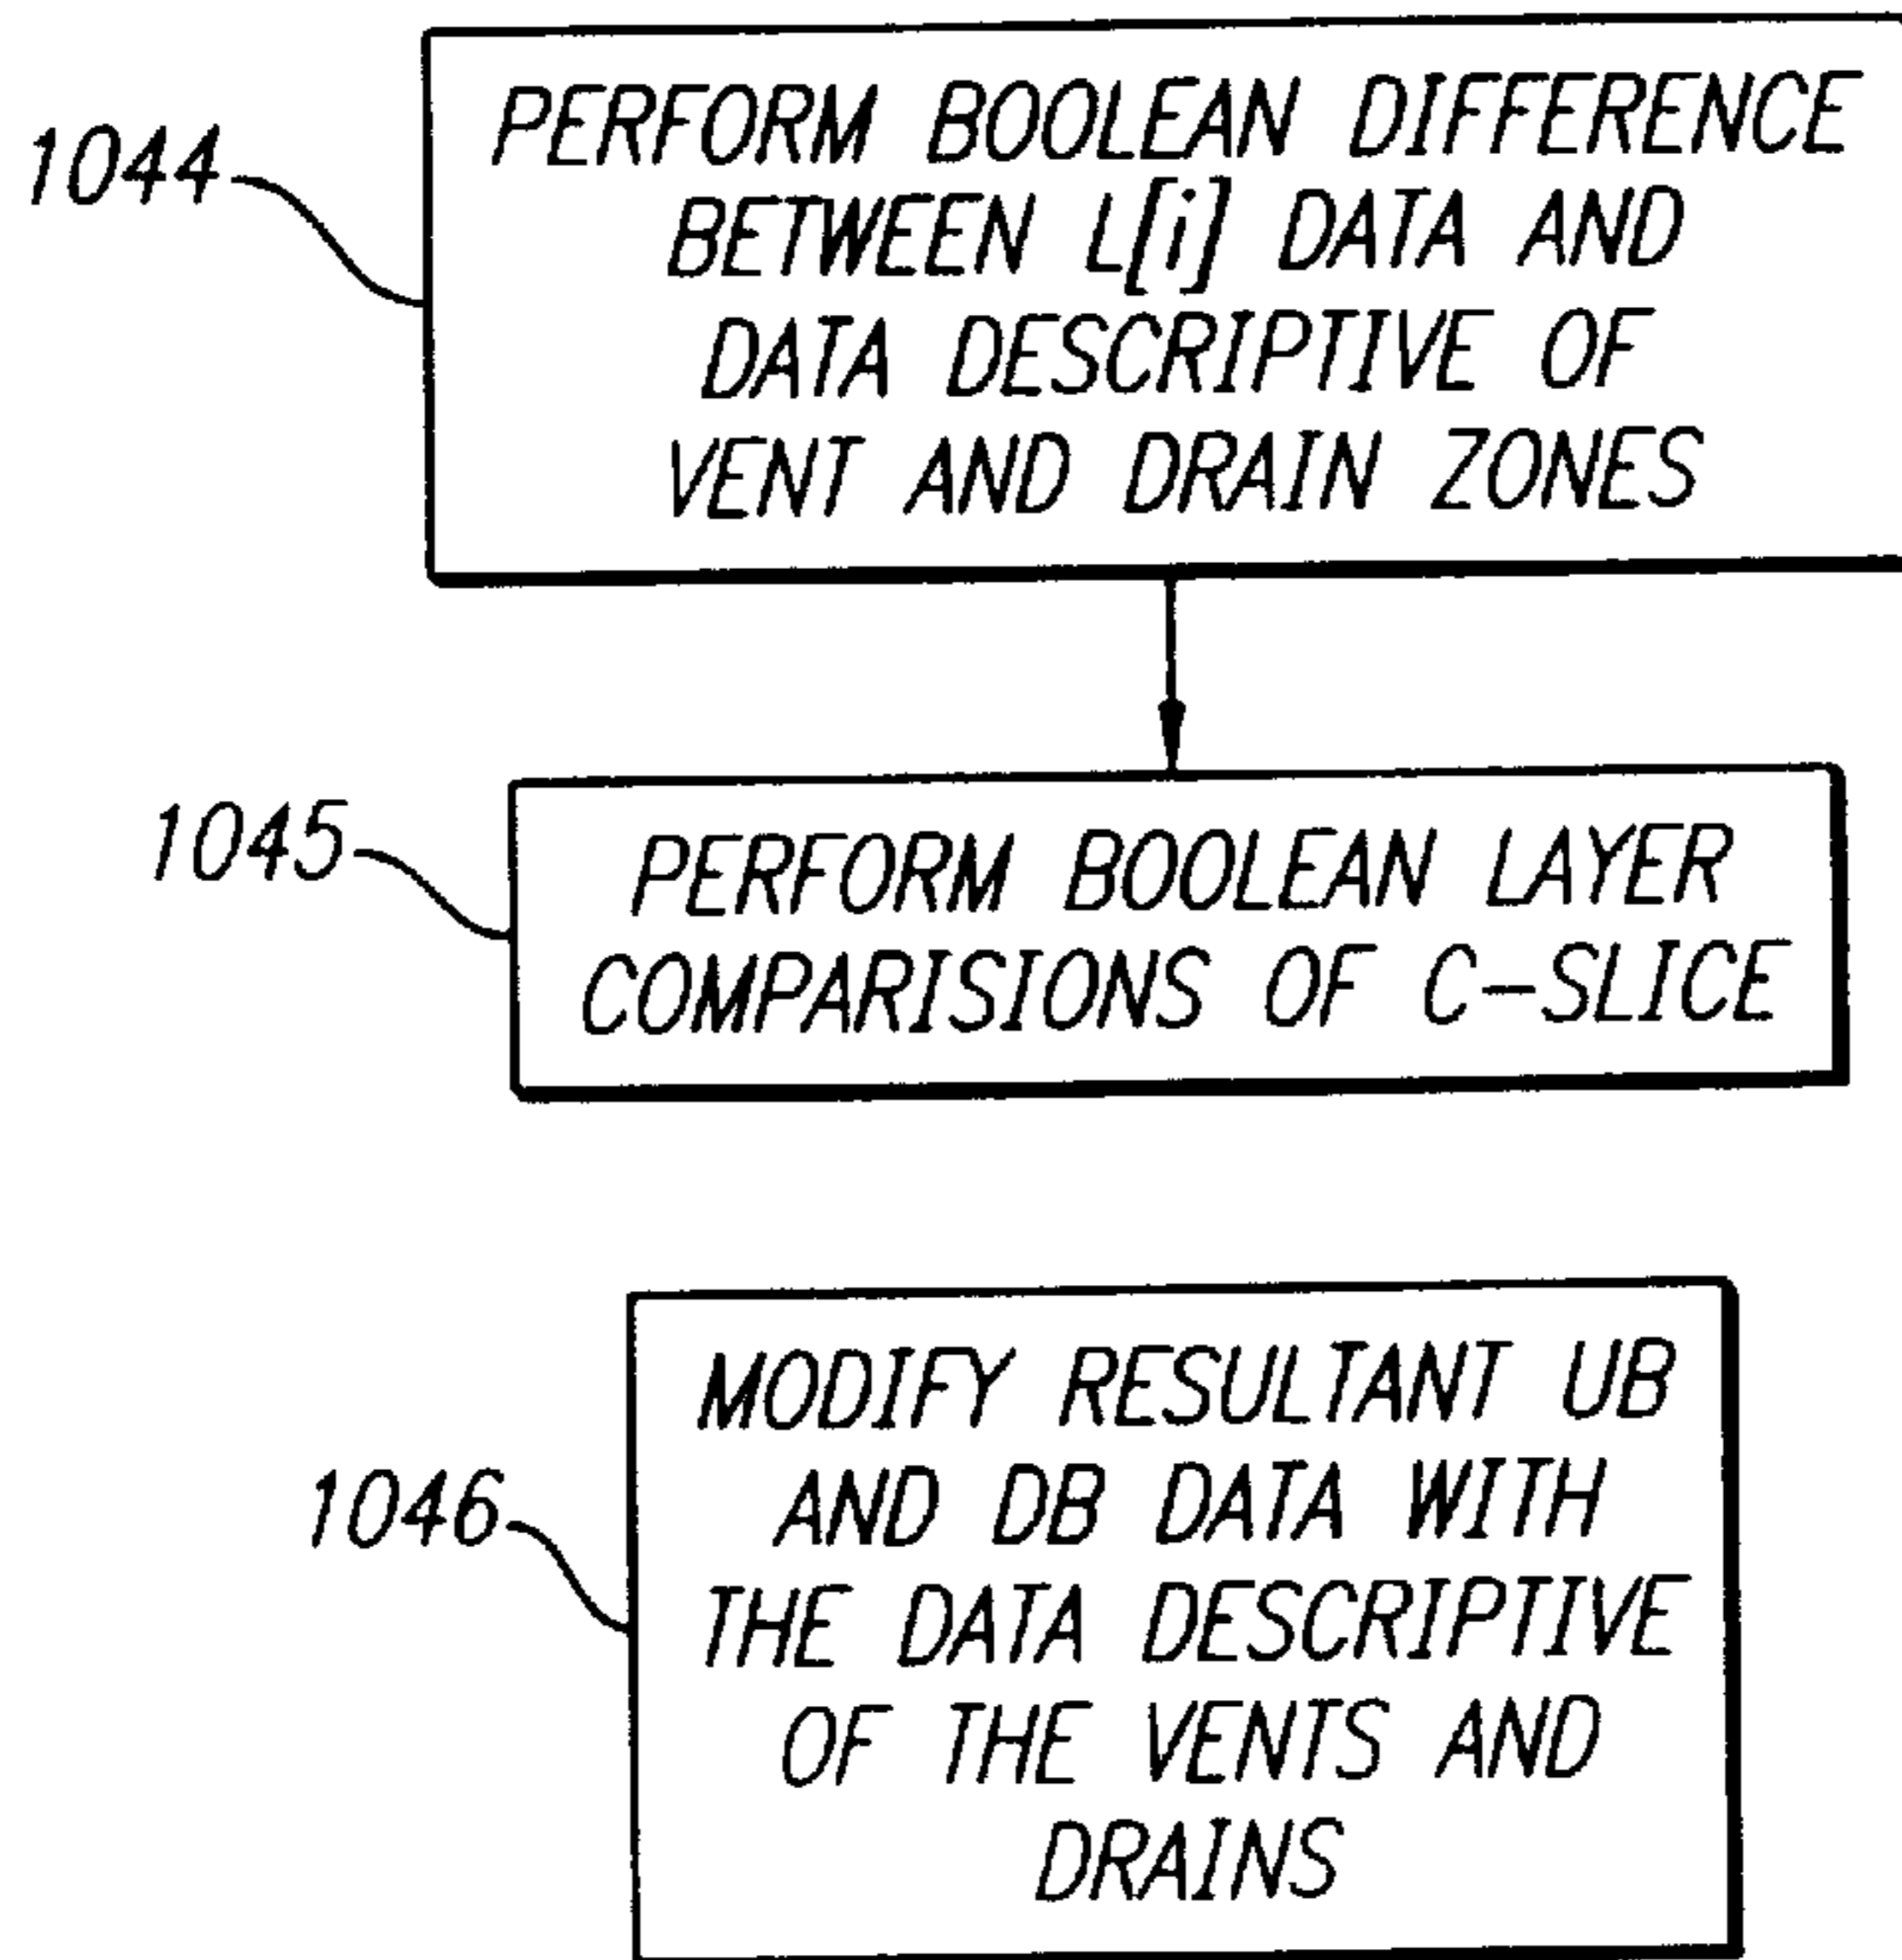 1044
PERFORM BOOLEAN DIFFERENCE
BETWEEN L[i] DATA AND
DATA DESCRIPTIVE OF
VENT AND DRAIN ZONES
1045
PERFORM BOOLEAN LAYER
COMPARISIONS OF C-SLICE
1046
MODIFY RESULTANT UB
AND DB DATA WITH
THE DATA DESCRIPTIVE
OF THE VENTS AND
DRAINS